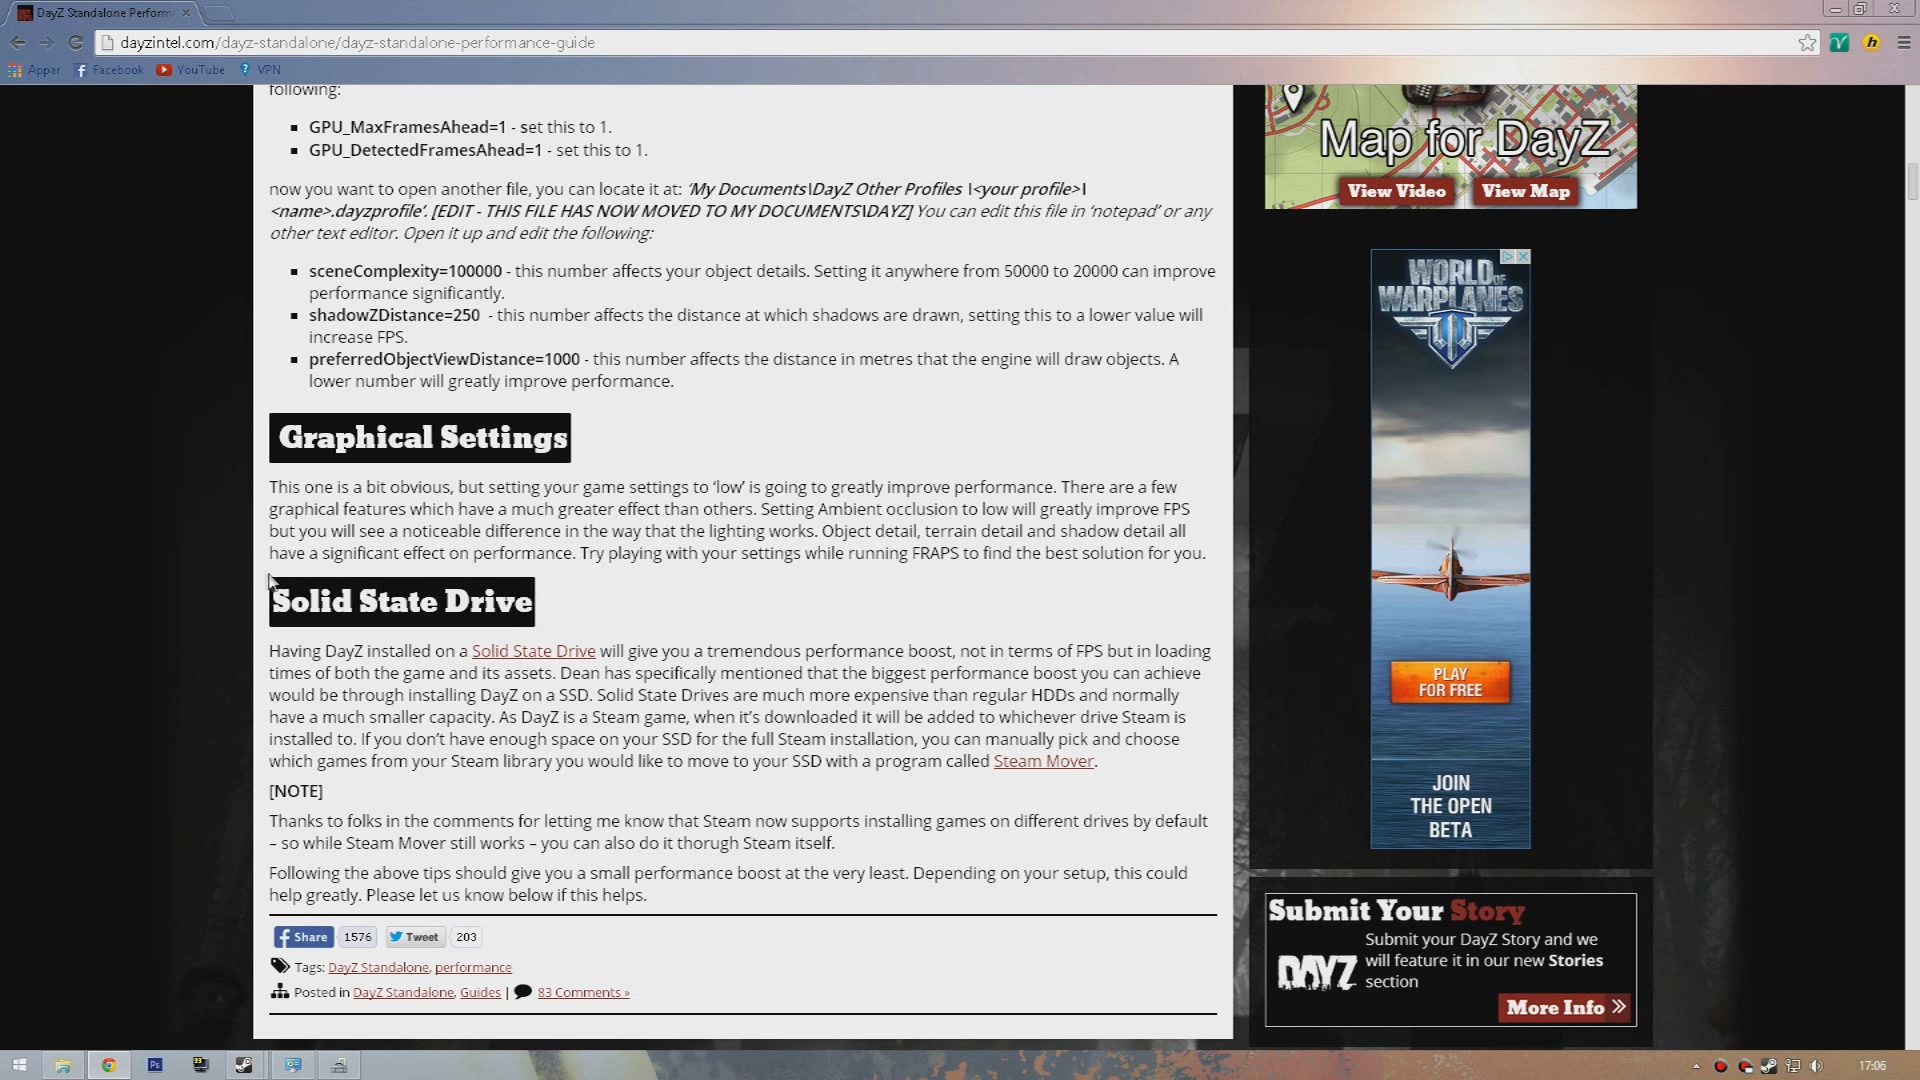 DayZ Standalone Perform
dayzintel.com/dayz-standalone/dayz-standalone-performance-guide
Appar Facebook YouTube VPN
following:
GPU_MaxFramesAhead=1 - set this to 1.
GPU_DetectedFramesAhead=1 - set this to 1.
now you want to open another file, you can locate it at: ‘My Documents\DayZ Other Profiles \<your profile>\
<name>.dayzprofile‘. [EDIT - THIS FILE HAS NOW MOVED TO MY DOCUMENTS\DAYZ] You can edit this file in ‘notepad’ or any
other text editor. Open it up and edit the following:
sceneComplexity=100000 - this number affects your object details. Setting it anywhere from 50000 to 20000 can improve
performance significantly.
shadowZDistance=250 - this number affects the distance at which shadows are drawn, setting this to a lower value will
increase FPS.
preferredObjectViewDistance=1000 - this number affects the distance in metres that the engine will draw objects. A
lower number will greatly improve performance.
Graphical Settings
This one is a bit obvious, but setting your game settings to ‘low’ is going to greatly improve performance. There are a few
graphical features which have a much greater effect than others. Setting Ambient occlusion to low will greatly improve FPS
but you will see a noticeable difference in the way that the lighting works. Object detail, terrain detail and shadow detail all
have a significant effect on performance. Try playing with your settings while running FRAPS to find the best solution for you.
Solid State Drive
Having DayZ installed on a Solid State Drive will give you a tremendous performance boost, not in terms of FPS but in loading
times of both the game and its assets. Dean has specifically mentioned that the biggest performance boost you can achieve
would be through installing DayZ on a SSD. Solid State Drives are much more expensive than regular HDDs and normally
have a much smaller capacity. As DayZ is a Steam game, when it’s downloaded it will be added to whichever drive Steam is
installed to. If you don’t have enough space on your SSD for the full Steam installation, you can manually pick and choose
which games from your Steam library you would like to move to your SSD with a program called Steam Mover.
[NOTE]
Thanks to folks in the comments for letting me know that Steam now supports installing games on different drives by default
– so while Steam Mover still works – you can also do it thorugh Steam itself.
Following the above tips should give you a small performance boost at the very least. Depending on your setup, this could
help greatly. Please let us know below if this helps.
Share 1576 Tweet 203
Tags: DayZ Standalone, performance
Posted in DayZ Standalone, Guides | 83 Comments »
Map for DayZ
View Video View Map
WORLD OF
WARPLANES
PLAY
FOR FREE
JOIN
THE OPEN
BETA
Submit Your Story
Submit your DayZ Story and we
will feature it in our new Stories
section
DAYZ
More Info »
Ps
17:06